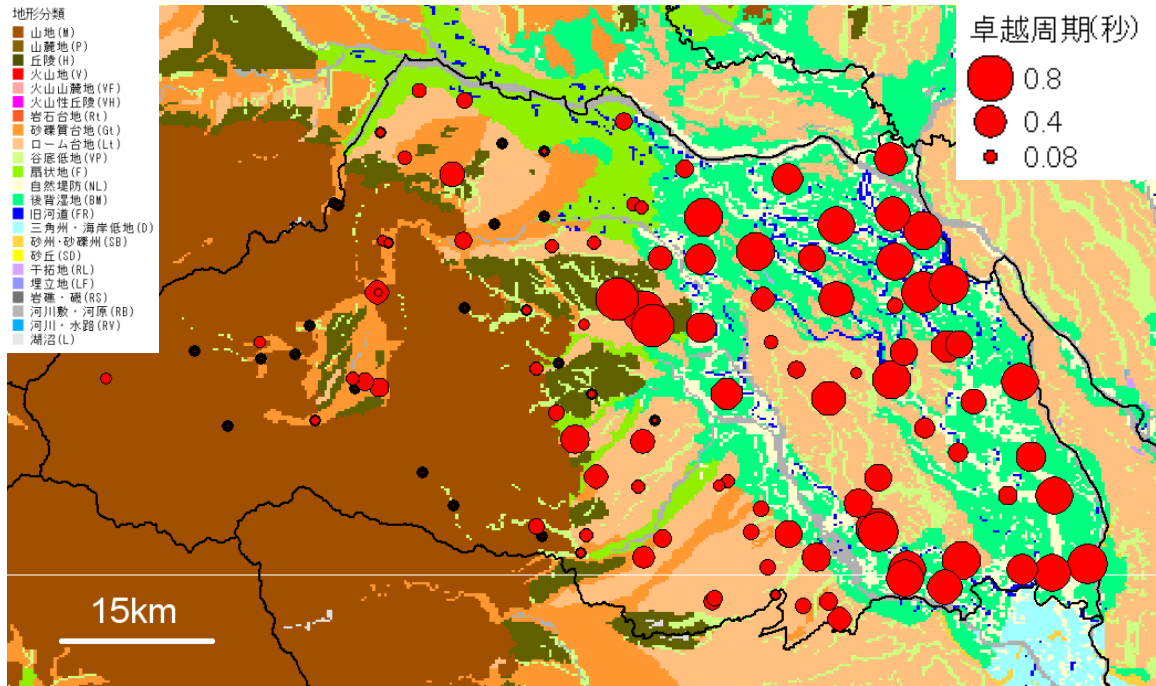 地形分類
山地(M)
山麓地(P)
丘陵(H)
火山地(V)
火山山麓地(VF)
火山性丘陵(VH)
岩石台地(Rt)
砂礫質台地(Gt)
ローム台地(Lt)
谷底低地(VP)
扇状地(F)
自然堤防(NL)
後背湿地(BM)
旧河道(FR)
三角州・海岸低地(D)
砂州・砂礫州(SB)
砂丘(SD)
干拓地(RL)
埋立地(LF)
岩礁・磯(RS)
河川敷・河原(RB)
河川・水路(RV)
湖沼(L)
卓越周期(秒)
0.8
0.4
0.08
15km